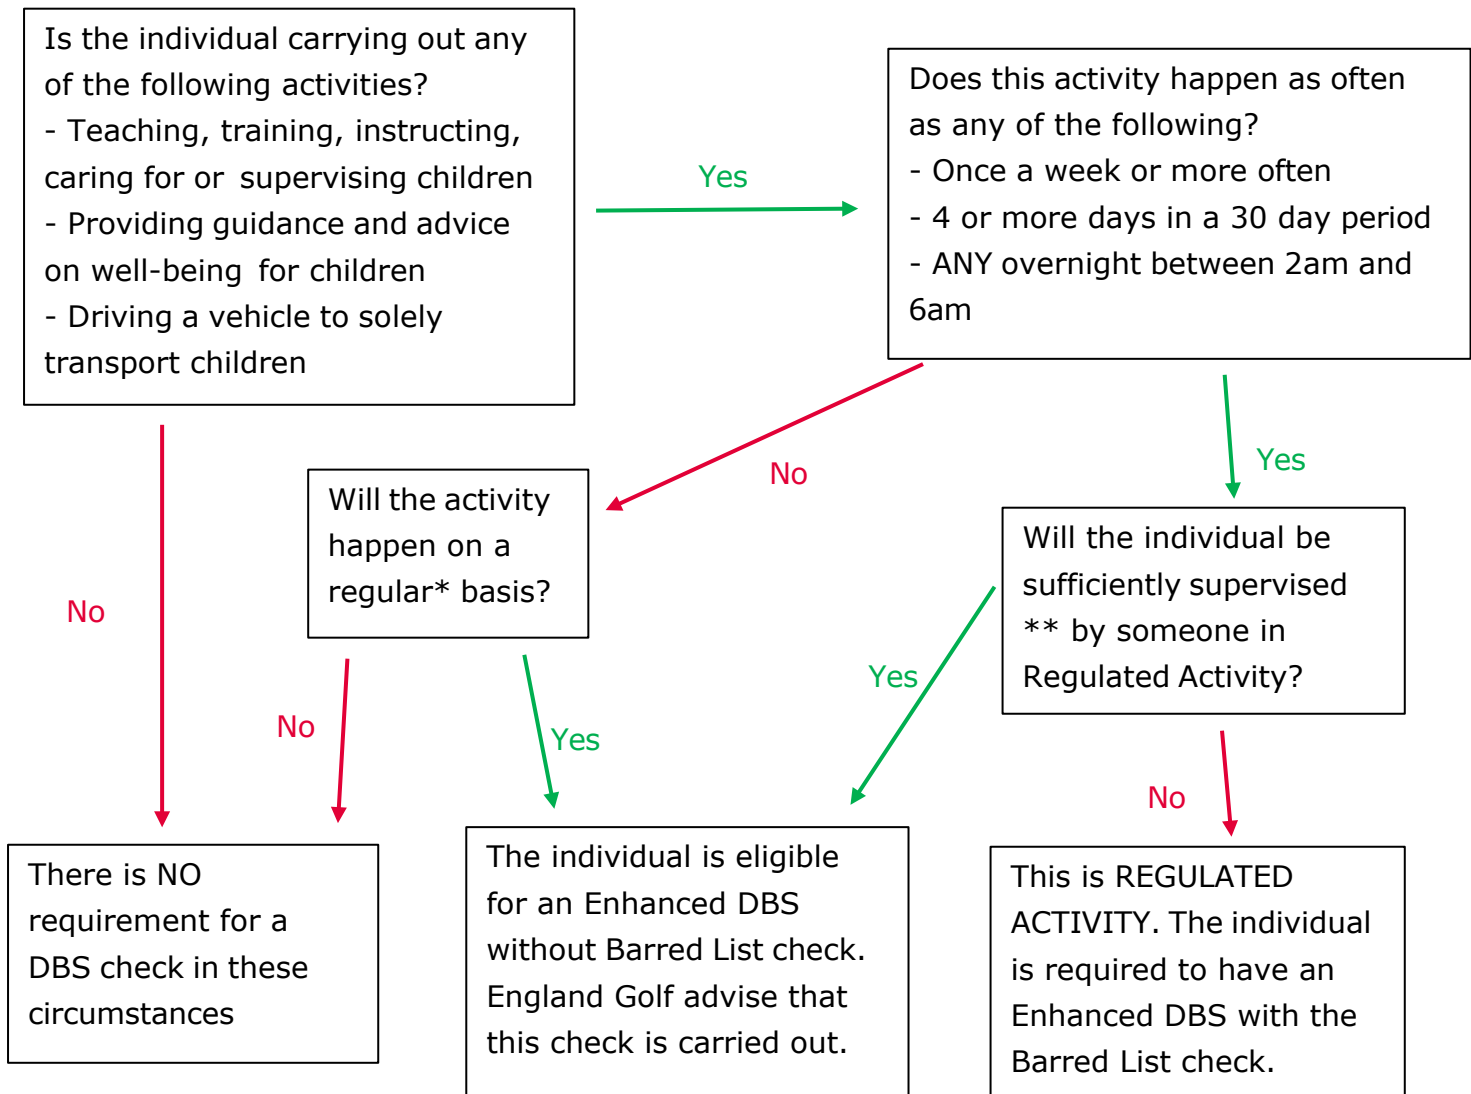 Is the individual carrying out any
of the following activities?
- Teaching, training, instructing,
caring for or supervising children
- Providing guidance and advice
on well-being for children
- Driving a vehicle to solely
transport children
Yes
Does this activity happen as often
as any of the following?
- Once a week or more often
- 4 or more days in a 30 day period
- ANY overnight between 2am and
6am
No
Yes
Will the activity
happen on a
regular* basis?
Will the individual be
sufficiently supervised
** by someone in
Regulated Activity?
No
No
Yes
Yes
No
There is NO
requirement for a
DBS check in these
circumstances
The individual is eligible
for an Enhanced DBS
without Barred List check.
England Golf advise that
this check is carried out.
This is REGULATED
ACTIVITY. The individual
is required to have an
Enhanced DBS with the
Barred List check.